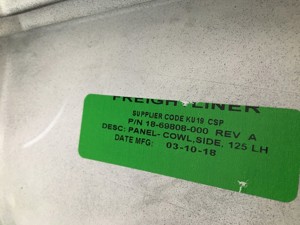 FREIGHTLINER
SUPPLIER CODE KU19 CSP
P/N 18-69808-000 REV A
DESC: PANEL- COWL,SIDE, 125 LH
DATE MFG: 03-10-18